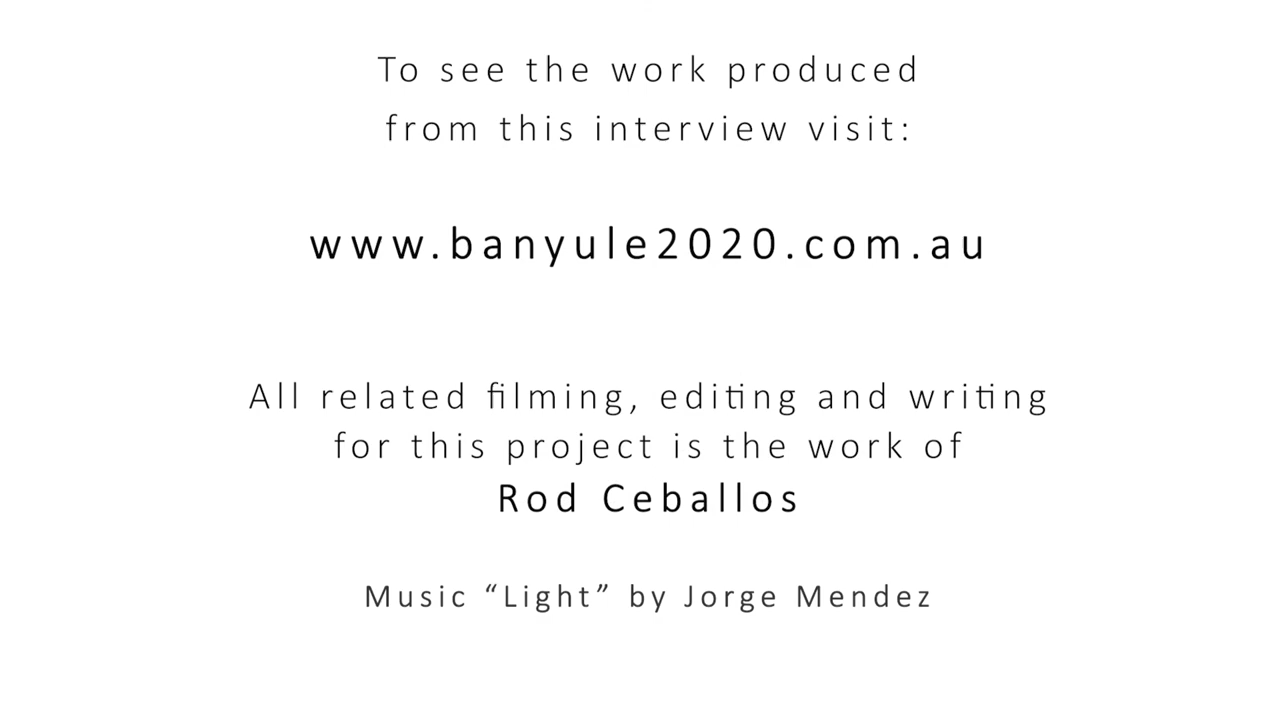 To see the work produced
from this interview visit:
www.banyule2020.com.au
All related filming, editing and writing
for this project is the work of
Rod Ceballos
Music “Light” by Jorge Mendez